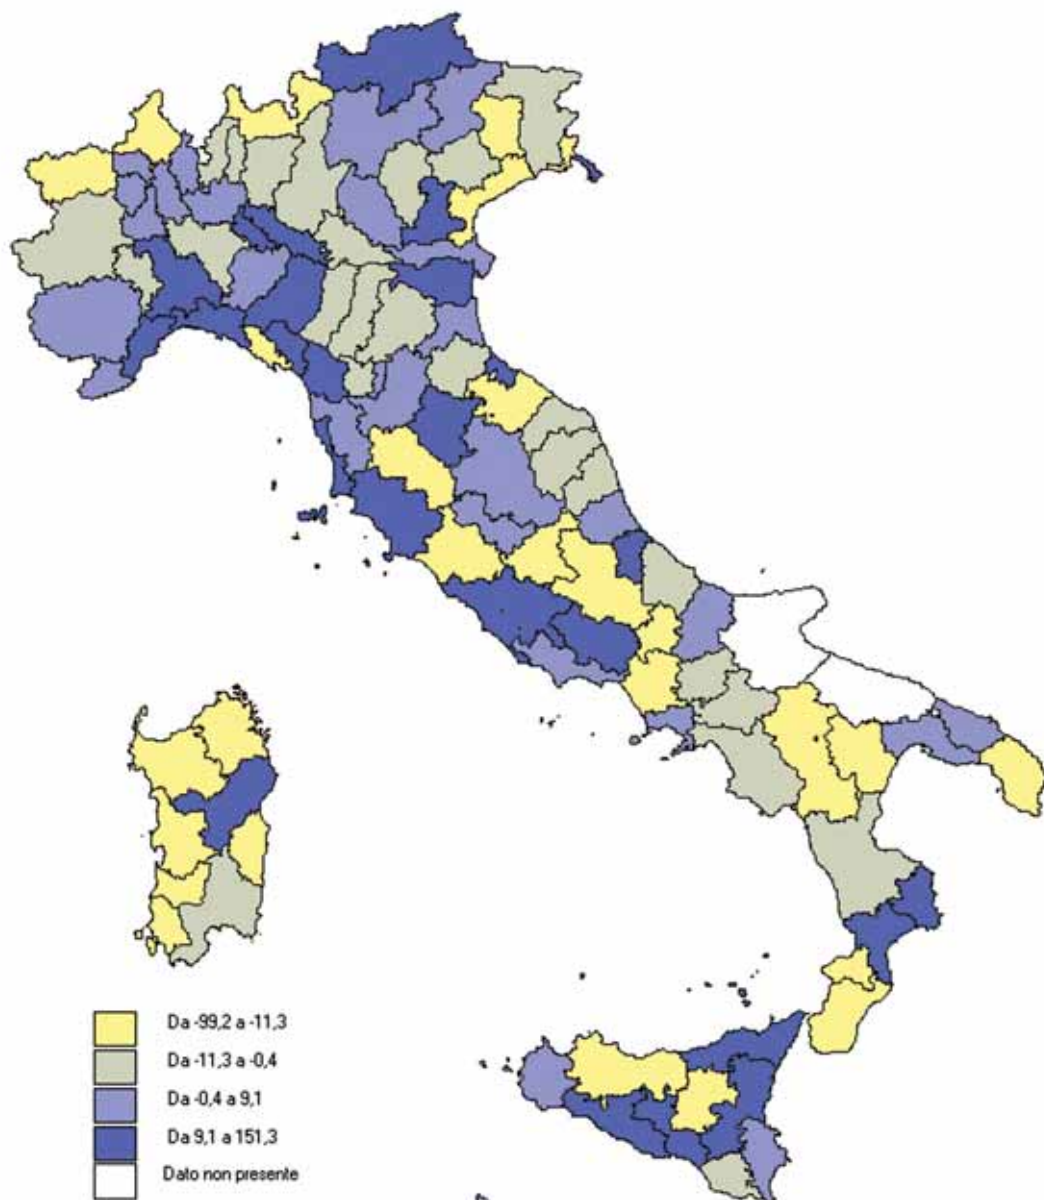 Da -99,2 a -11,3
Da -11,3 a -0,4
Da -0,4 a 9,1
Da 9,1 a 151,3
Dato non presente